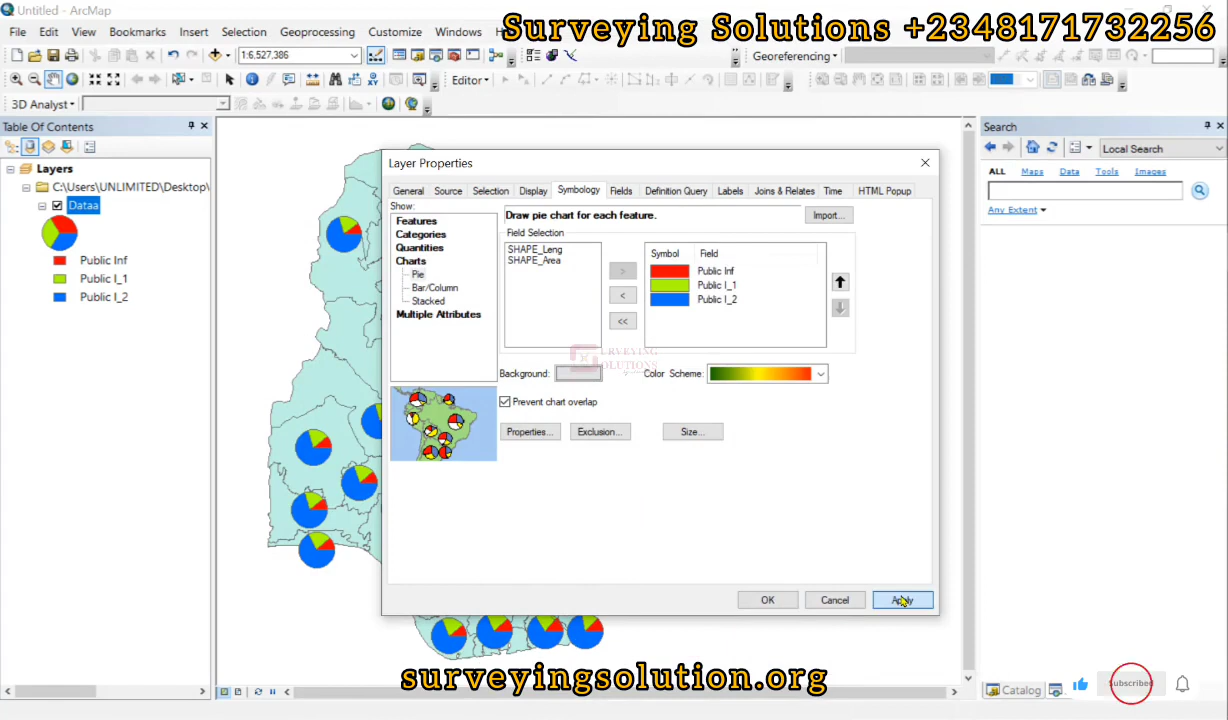 Untitled - ArcMap
Surveying Solutions +2348171732256
File Edit View Bookmarks Insert Selection Geoprocessing Customize Windows
1:6,527,386
Georeferencing
Editor
3D Analyst
Table Of Contents
Layers
C:\Users\UNLIMITED\Desktop\
Dataa
Public Inf
Public I_1
Public I_2
Layer Properties
General Source Selection Display Symbology Fields Definition Query Labels Joins & Relates Time HTML Popup
Show:
Features
Categories
Quantities
Charts
Pie
Bar/Column
Stacked
Multiple Attributes
Draw pie chart for each feature.
Import...
Field Selection
SHAPE_Leng
SHAPE_Area
>
<
<<
Symbol Field
Public Inf
Public I_1
Public I_2
SURVEYING
SOLUTIONS
Background:
Color Scheme:
Prevent chart overlap
Properties...
Exclusion...
Size...
OK
Cancel
Apply
Search
Local Search
ALL Maps Data Tools Images
Any Extent
surveyingsolution.org
Catalog
Subscribed